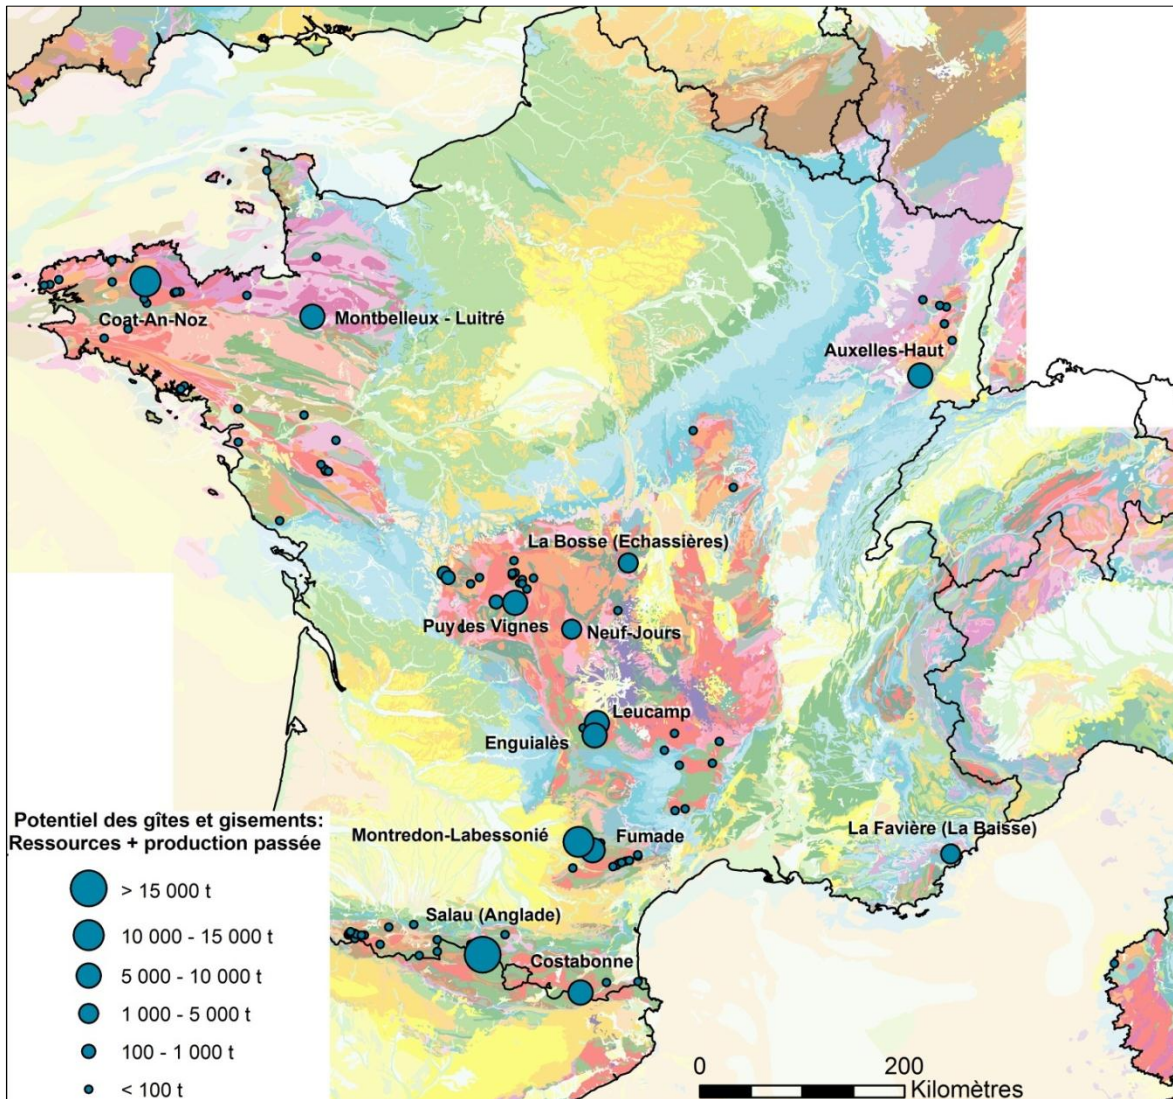 Coat-An-Noz
Montbelleux - Luitré
Auxelles-Haut
La Bosse (Echassières)
Puy les Vignes
Neuf-Jours
Leucamp
Enguialès
Montredon-Labessonié
Fumade
La Favière (La Baisse)
Salau (Anglade)
Costabonne
Potentiel des gîtes et gisements:
Ressources + production passée
> 15 000 t
10 000 - 15 000 t
5 000 - 10 000 t
1 000 - 5 000 t
100 - 1 000 t
< 100 t
0 200
Kilomètres